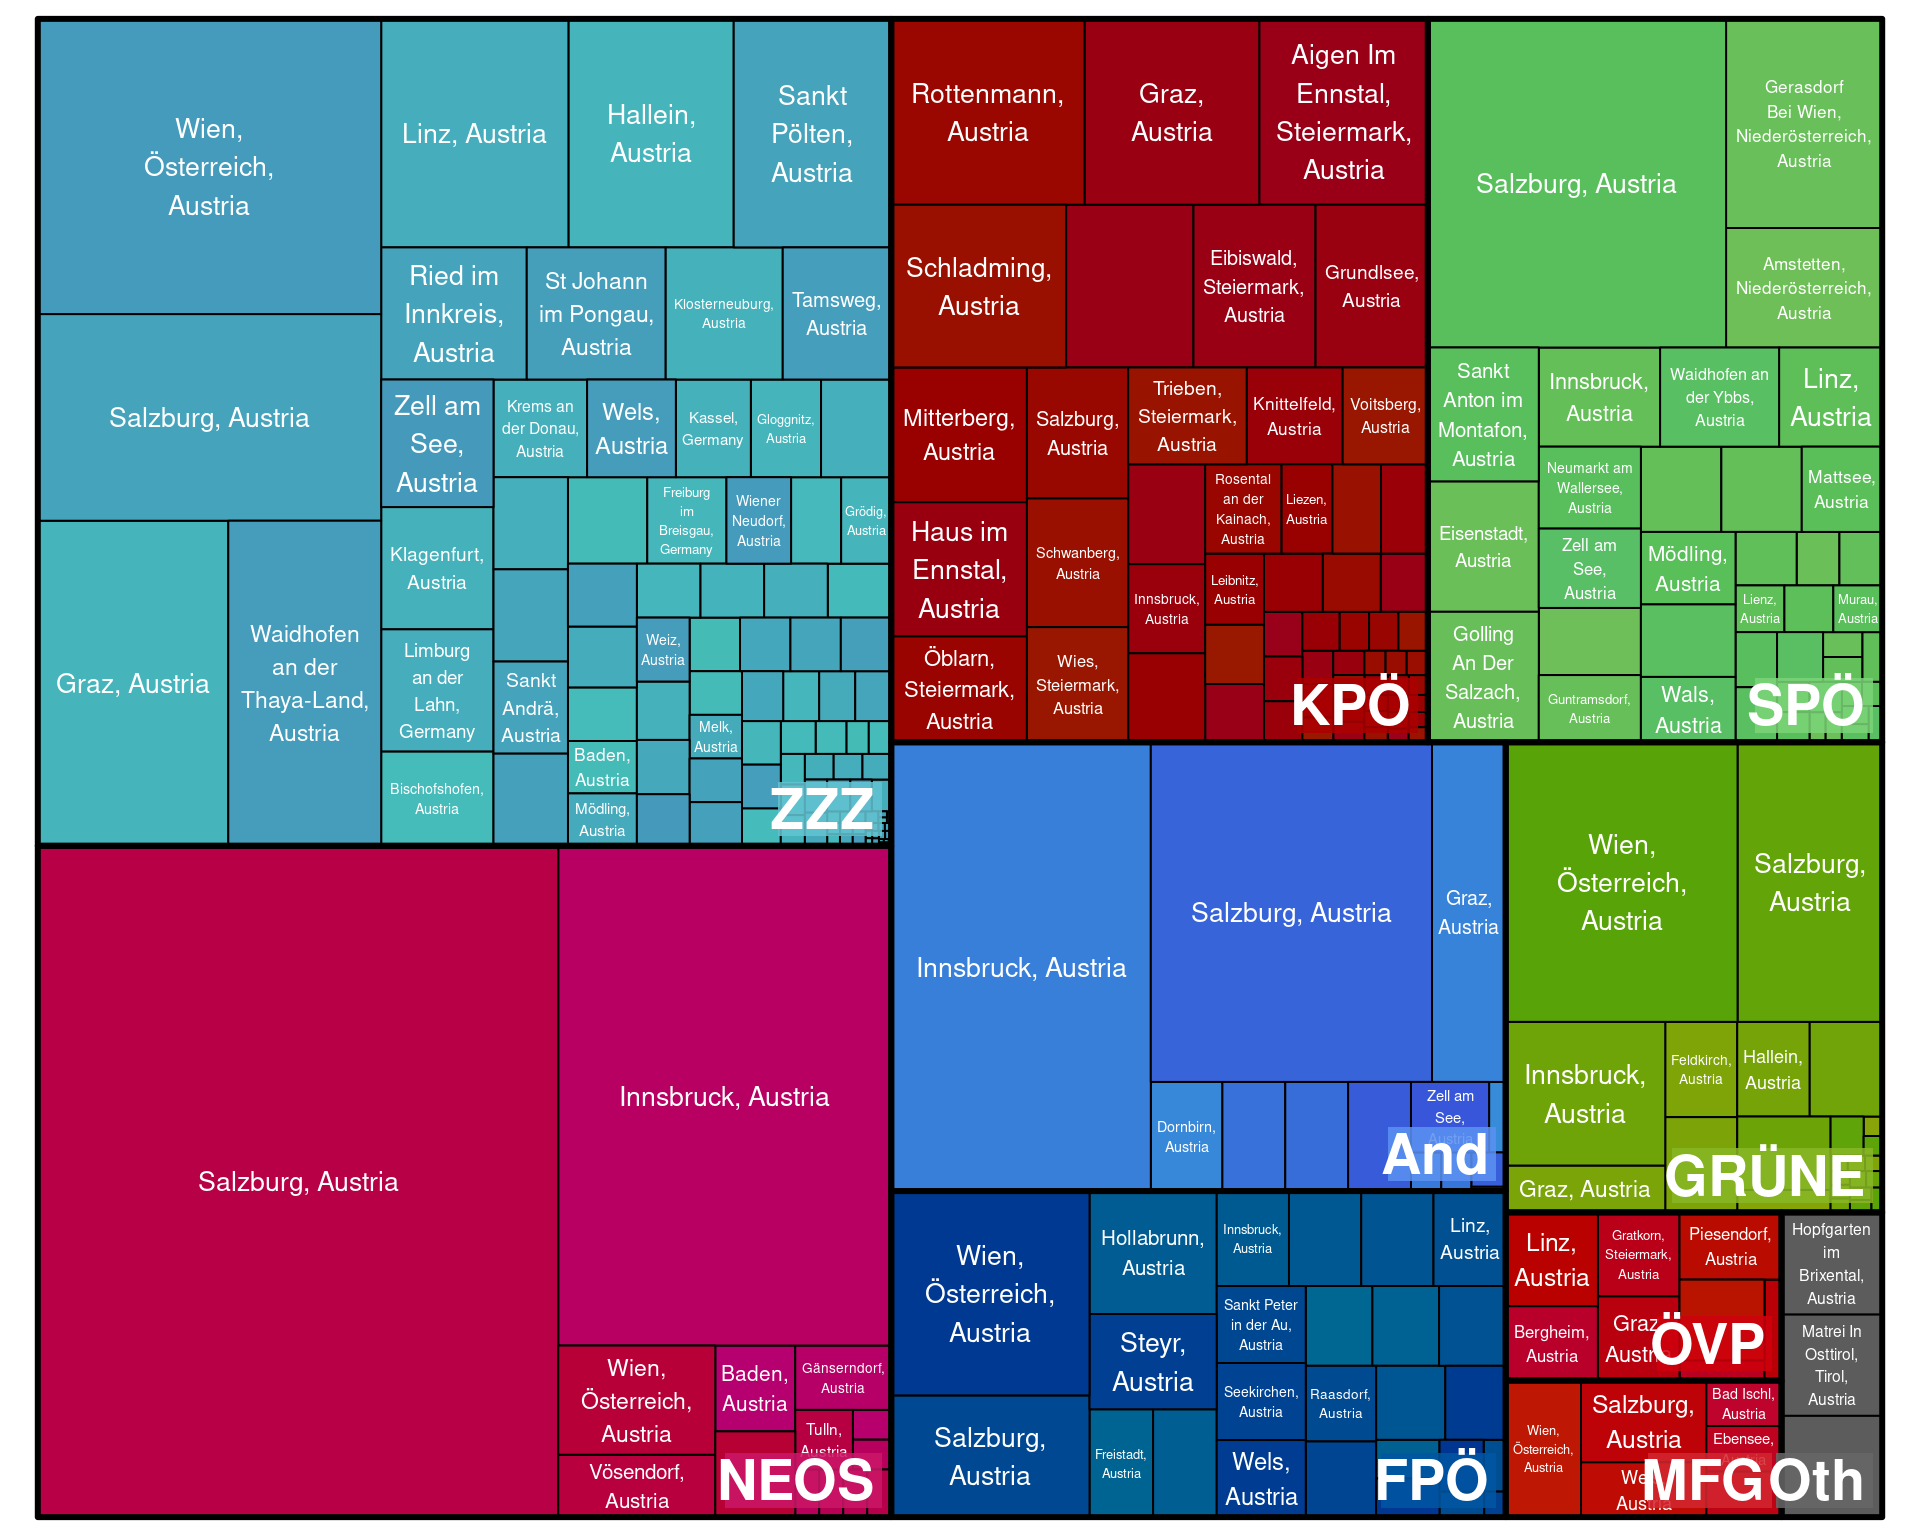 Wien,
Österreich,
Austria
Linz, Austria
Hallein,
Austria
Sankt
Pölten,
Austria
Salzburg, Austria
Ried im
Innkreis,
Austria
St Johann
im Pongau,
Austria
Klosterneuburg,
Austria
Tamsweg,
Austria
Zell am
See,
Austria
Krems an
der Donau,
Austria
Wels,
Austria
Kassel,
Germany
Gloggnitz,
Austria
Freiburg
im
Breisgau,
Germany
Wiener
Neudorf,
Austria
Grödig,
Austria
Graz, Austria
Waidhofen
an der
Thaya-Land,
Austria
Klagenfurt,
Austria
Limburg
an der
Lahn,
Germany
Bischofshofen,
Austria
Sankt
Andrä,
Austria
Weiz,
Austria
Melk,
Austria
Baden,
Austria
Mödling,
Austria
ZZZ
Rottenmann,
Austria
Graz,
Austria
Aigen Im
Ennstal,
Steiermark,
Austria
Schladming,
Austria
Eibiswald,
Steiermark,
Austria
Grundlsee,
Austria
Mitterberg,
Austria
Salzburg,
Austria
Trieben,
Steiermark,
Austria
Knittelfeld,
Austria
Voitsberg,
Austria
Haus im
Ennstal,
Austria
Schwanberg,
Austria
Rosental
an der
Kainach,
Austria
Liezen,
Austria
Innsbruck,
Austria
Leibnitz,
Austria
Öblarn,
Steiermark,
Austria
Wies,
Steiermark,
Austria
KPÖ
Salzburg, Austria
Gerasdorf
Bei Wien,
Niederösterreich,
Austria
Amstetten,
Niederösterreich,
Austria
Sankt
Anton im
Montafon,
Austria
Innsbruck,
Austria
Waidhofen an
der Ybbs,
Austria
Linz,
Austria
Eisenstadt,
Austria
Neumarkt am
Wallersee,
Austria
Mattsee,
Austria
Zell am
See,
Austria
Mödling,
Austria
Lienz,
Austria
Murau,
Austria
Golling
An Der
Salzach,
Austria
Guntramsdorf,
Austria
Wals,
Austria
SPÖ
Salzburg, Austria
Innsbruck, Austria
Wien,
Österreich,
Austria
Baden,
Austria
Gänserndorf,
Austria
Vösendorf,
Austria
Tulln,
Austria
NEOS
Innsbruck, Austria
Salzburg, Austria
Graz,
Austria
Dornbirn,
Austria
Zell am
See,
Austria
And
Wien,
Österreich,
Austria
Salzburg,
Austria
Innsbruck,
Austria
Feldkirch,
Austria
Hallein,
Austria
Graz, Austria
GRÜNE
Wien,
Österreich,
Austria
Hollabrunn,
Austria
Innsbruck,
Austria
Linz,
Austria
Steyr,
Austria
Sankt Peter
in der Au,
Austria
Salzburg,
Austria
Seekirchen,
Austria
Raasdorf,
Austria
Freistadt,
Austria
Wels,
Austria
FPÖ
Linz,
Austria
Gratkorn,
Steiermark,
Austria
Piesendorf,
Austria
Bergheim,
Austria
Graz,
Austria
ÖVP
Wien,
Österreich,
Austria
Salzburg,
Austria
Bad Ischl,
Austria
Ebensee,
Austria
MFG
Hopfgarten
im
Brixental,
Austria
Matrei In
Osttirol,
Tirol,
Austria
Oth